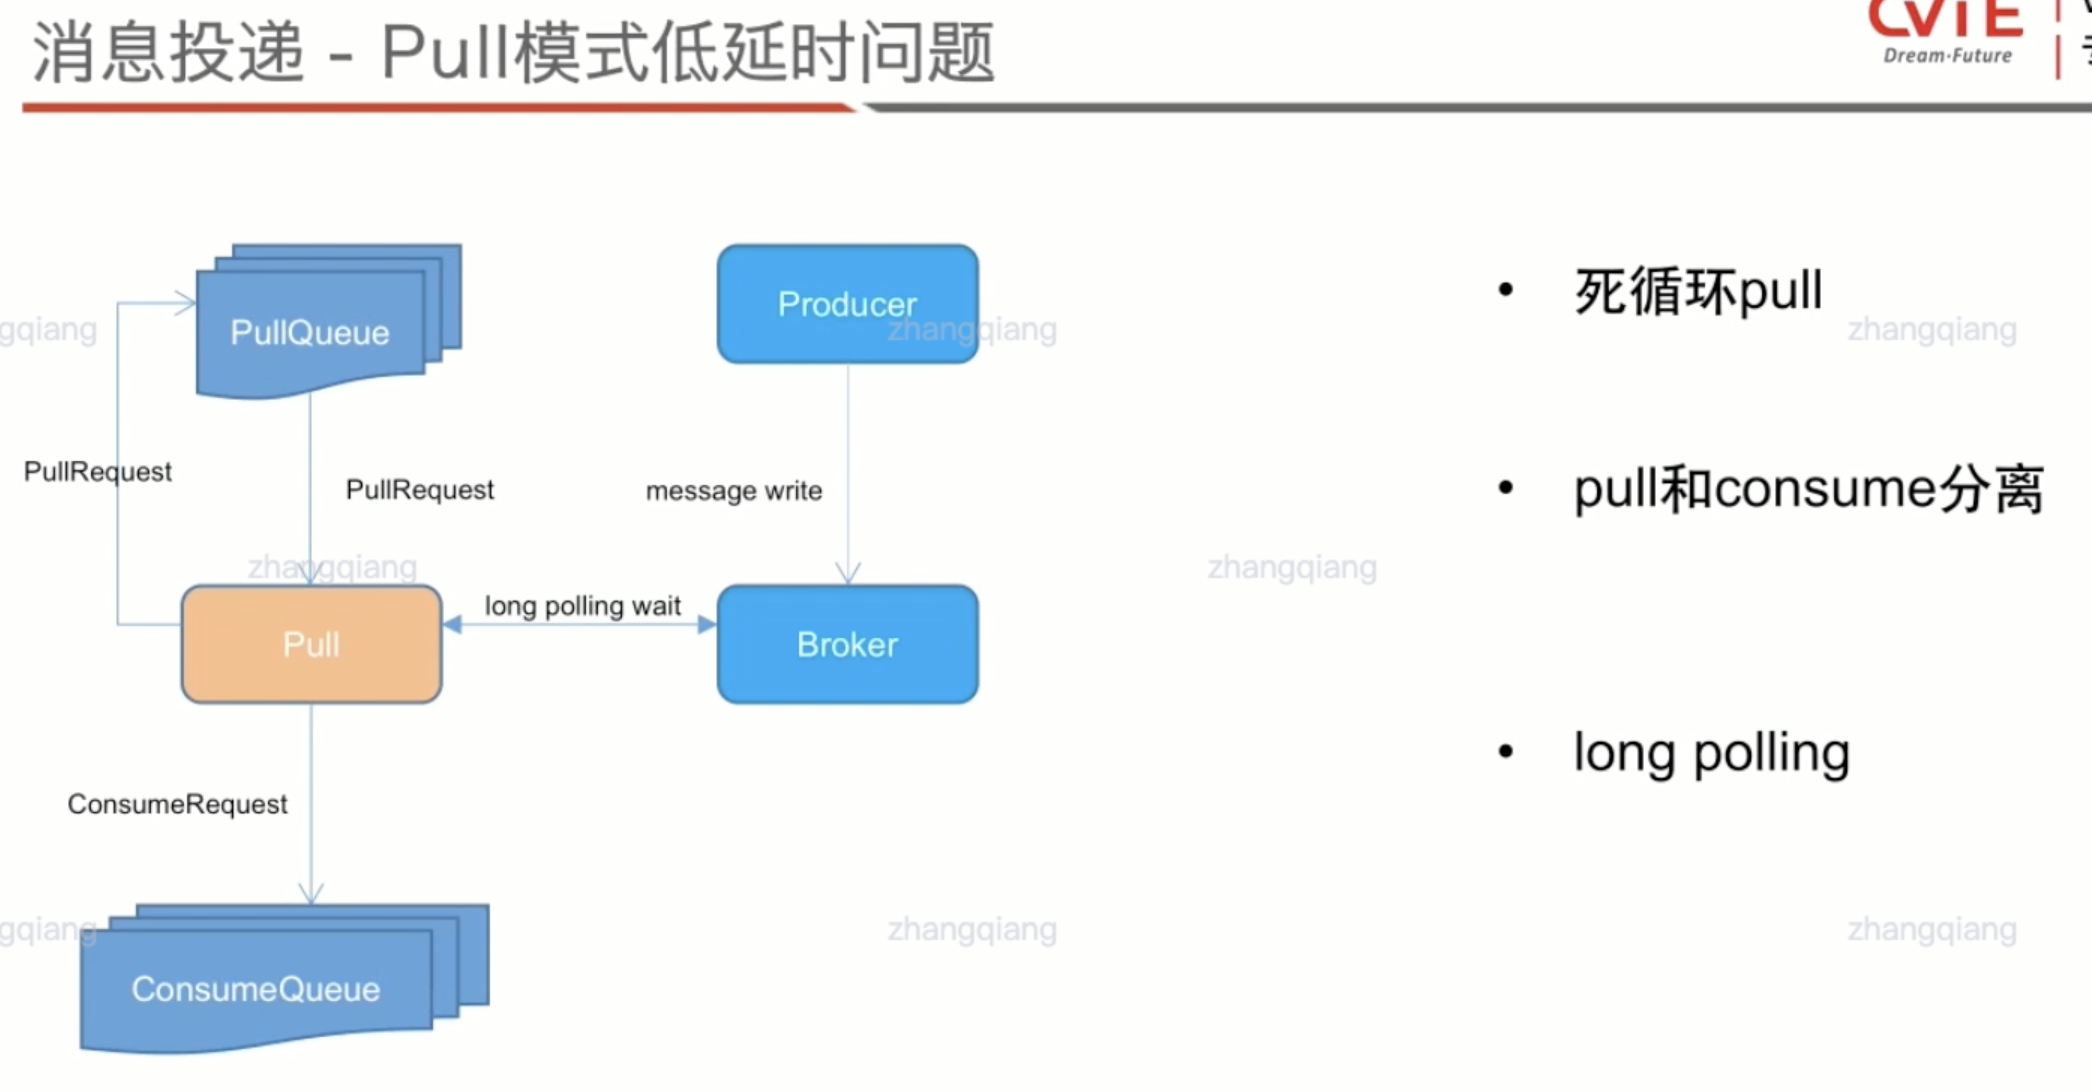 消息投递 - Pull模式低延时问题
CVTE
Dream·Future
PullQueue
Producer
死循环pull
PullRequest
PullRequest
message write
pull和consume分离
long polling wait
Pull
Broker
long polling
ConsumeRequest
ConsumeQueue
zhangqiang
zhangqiang
zhangqiang
zhangqiang
zhangqiang
zhangqiang
gqiang
gqiang